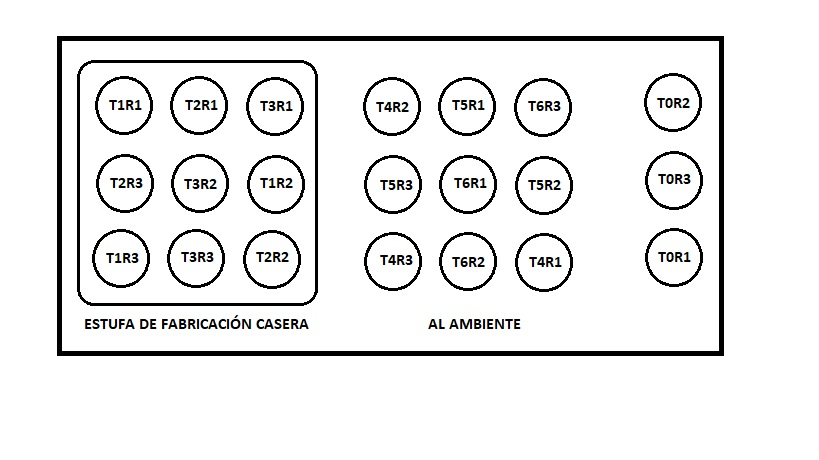 T1R1 T2R1 T3R1 T4R2 T5R1 T6R3 T0R2
T2R3 T3R2 T1R2 T5R3 T6R1 T5R2 T0R3
T1R3 T3R3 T2R2 T4R3 T6R2 T4R1 T0R1
ESTUFA DE FABRICACIÓN CASERA AL AMBIENTE